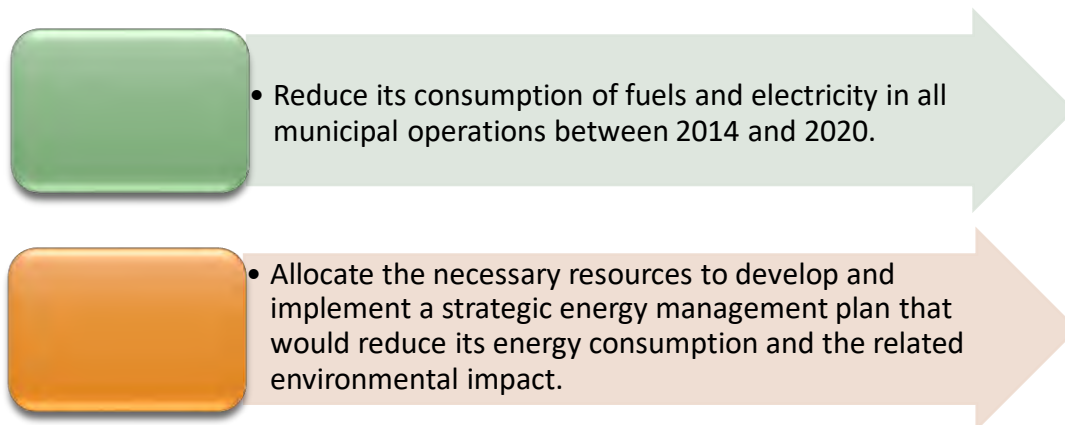 • Reduce its consumption of fuels and electricity in all
municipal operations between 2014 and 2020.
• Allocate the necessary resources to develop and
implement a strategic energy management plan that
would reduce its energy consumption and the related
environmental impact.